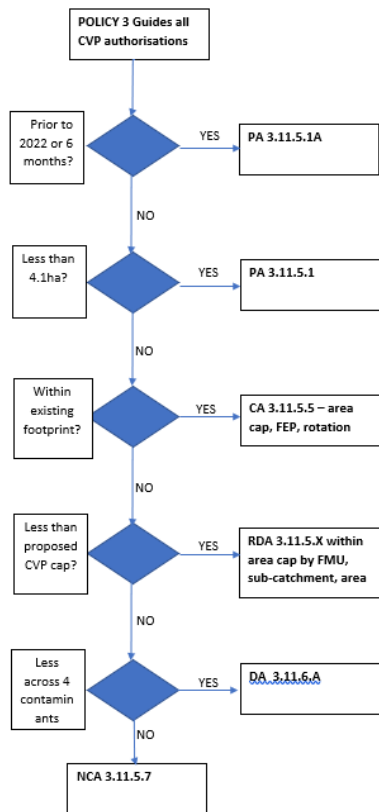 POLICY 3 Guides all
CVP authorisations
Prior to
2022 or 6
months?
YES
PA 3.11.5.1A
NO
Less than
4.1ha?
YES
PA 3.11.5.1
NO
Within
existing
footprint?
YES
CA 3.11.5.5 – area
cap, FEP, rotation
NO
Less than
proposed
CVP cap?
YES
RDA 3.11.5.X within
area cap by FMU,
sub-catchment, area
NO
Less
across 4
contamin
ants
YES
DA 3.11.6.A
NO
NCA 3.11.5.7